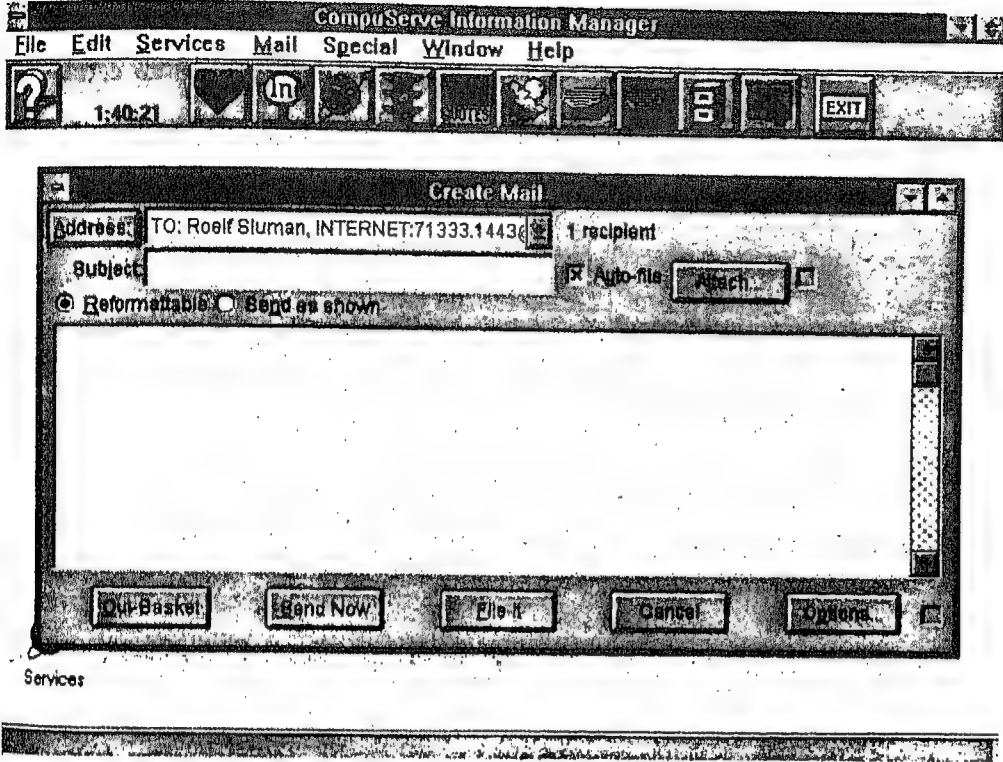 CompuServe Information Manager
File Edit Services Mail Special Window Help
? 1:40:21 In EXIT
Create Mail
Address: TO: Roelf Sluman, INTERNET:71333.1443@ 1 recipient
Subject: Auto-file Attach...
Reformattable Send as shown
Out-Basket Send Now File It Cancel Options...
Services